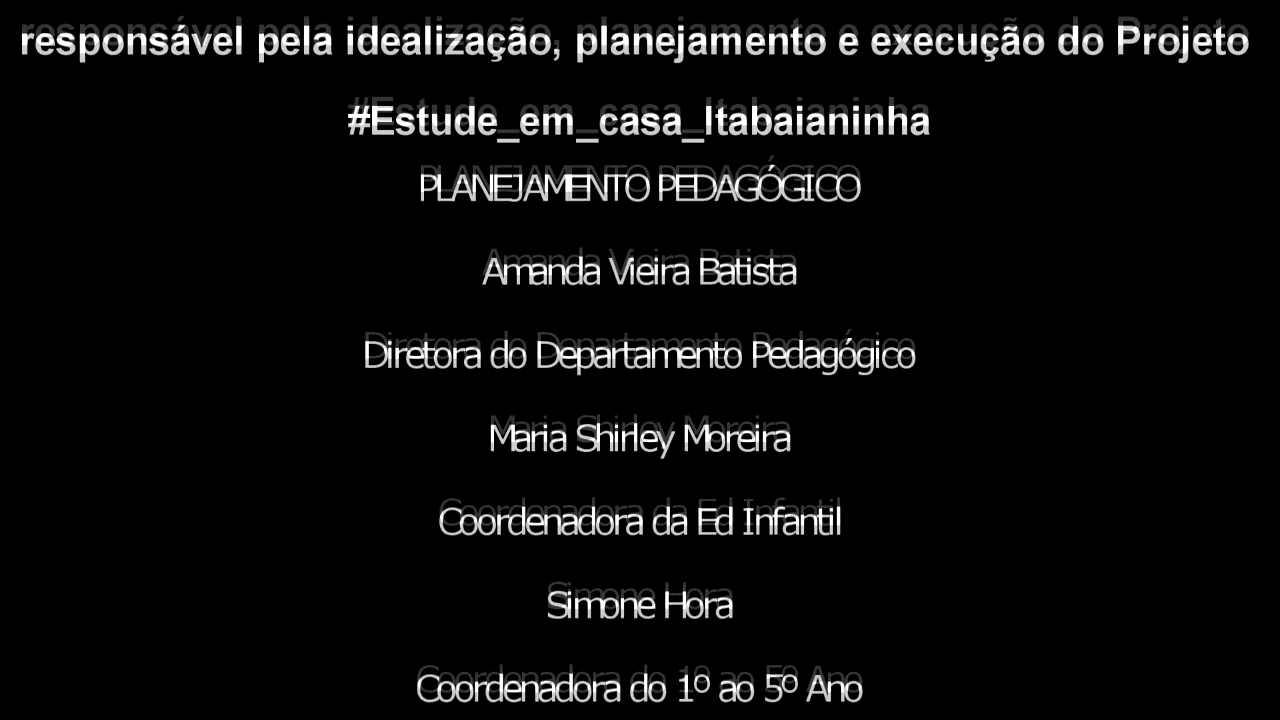 responsável pela idealização, planejamento e execução do Projeto
#Estude_em_casa_Itabaianinha
PLANEJAMENTO PEDAGÓGICO
Amanda Vieira Batista
Diretora do Departamento Pedagógico
Maria Shirley Moreira
Coordenadora da Ed Infantil
Simone Hora
Coordenadora do 1º ao 5º Ano